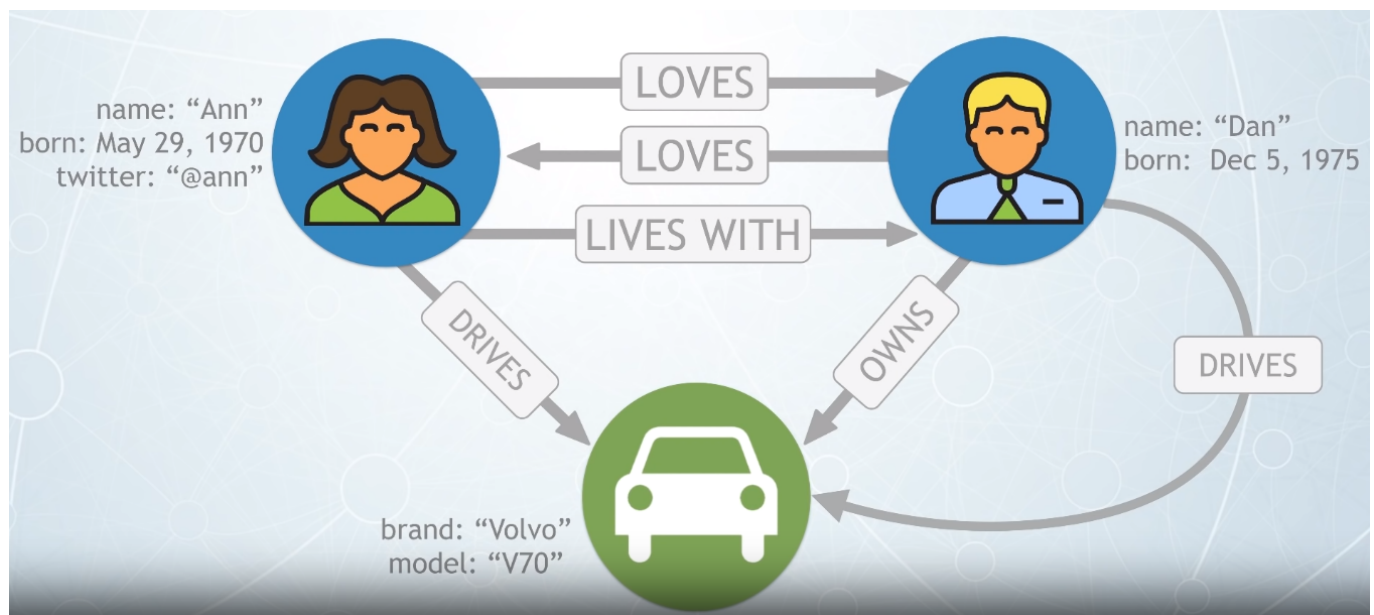 name: “Ann”
born: May 29, 1970
twitter: “@ann”
LOVES
LOVES
LIVES WITH
name: “Dan”
born: Dec 5, 1975
DRIVES
OWNS
DRIVES
brand: “Volvo”
model: “V70”